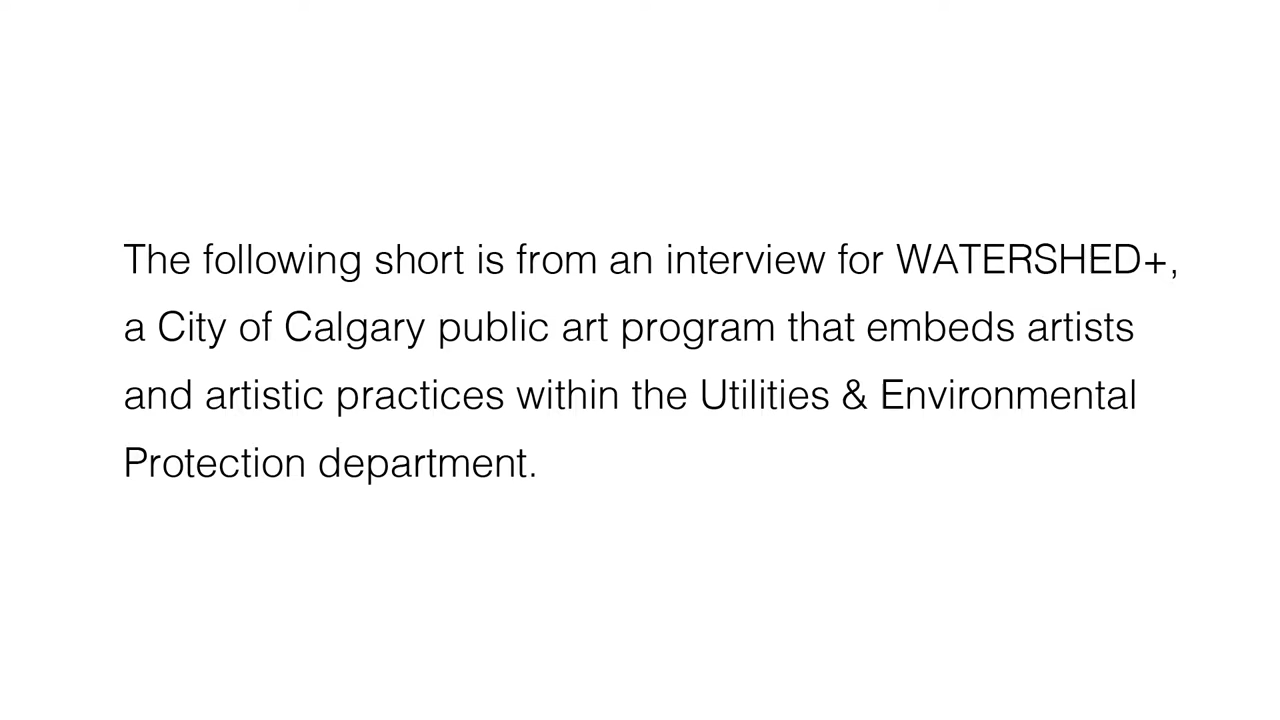 The following short is from an interview for WATERSHED+,
a City of Calgary public art program that embeds artists
and artistic practices within the Utilities & Environmental
Protection department.